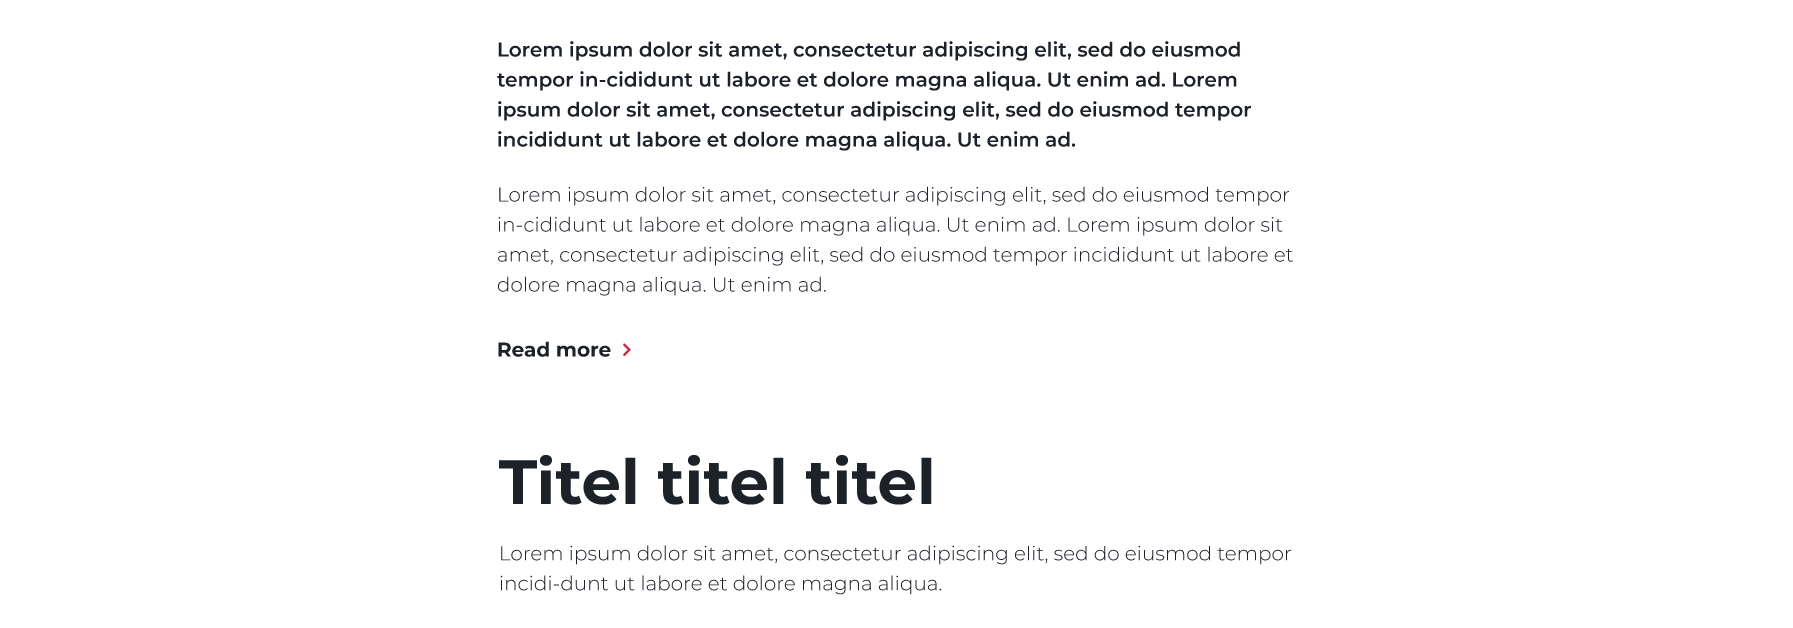 Lorem ipsum dolor sit amet, consectetur adipiscing elit, sed do eiusmod
tempor in-cididunt ut labore et dolore magna aliqua. Ut enim ad. Lorem
ipsum dolor sit amet, consectetur adipiscing elit, sed do eiusmod tempor
incididunt ut labore et dolore magna aliqua. Ut enim ad.
Lorem ipsum dolor sit amet, consectetur adipiscing elit, sed do eiusmod tempor
in-cididunt ut labore et dolore magna aliqua. Ut enim ad. Lorem ipsum dolor sit
amet, consectetur adipiscing elit, sed do eiusmod tempor incididunt ut labore et
dolore magna aliqua. Ut enim ad.
Read more
Titel titel titel
Lorem ipsum dolor sit amet, consectetur adipiscing elit, sed do eiusmod tempor
incidi-dunt ut labore et dolore magna aliqua.